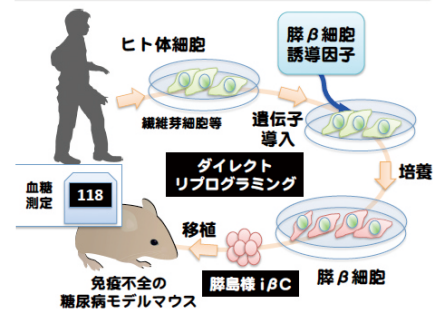 ヒト体細胞
繊維芽細胞等
膵β細胞
誘導因子
遺伝子
導入
ダイレクト
リプログラミング
培養
膵β細胞
膵島様iβC
移植
血糖
測定
118
免疫不全の
糖尿病モデルマウス